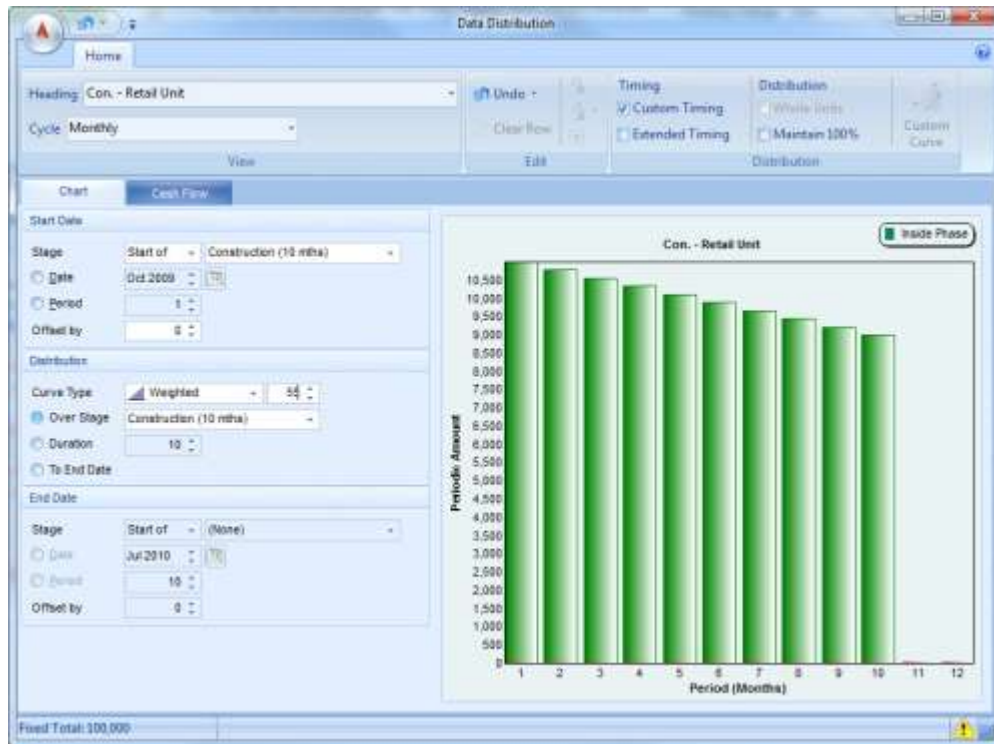 Data Distribution
Home
Heading Con. - Retail Unit
Cycle Monthly
View
Undo
Clear Row
Edit
Timing
Custom Timing
Extended Timing
Distribution
Whole Units
Maintain 100%
Custom Curve
Distribution
Chart
Cash Flow
Start Date
Stage Start of Construction (10 mths)
Date Oct 2009
Period 1
Offset by 0
Distribution
Curve Type Weighted 55
Over Stage Construction (10 mths)
Duration 10
To End Date
End Date
Stage Start of (None)
Date Jul 2010
Period 10
Offset by 0
Con. - Retail Unit
Inside Phase
10,500
10,000
9,500
9,000
8,500
8,000
7,500
7,000
6,500
6,000
5,500
5,000
4,500
4,000
3,500
3,000
2,500
2,000
1,500
1,000
500
0
Periodic Amount
1 2 3 4 5 6 7 8 9 10 11 12
Period (Months)
Fixed Total: 100,000